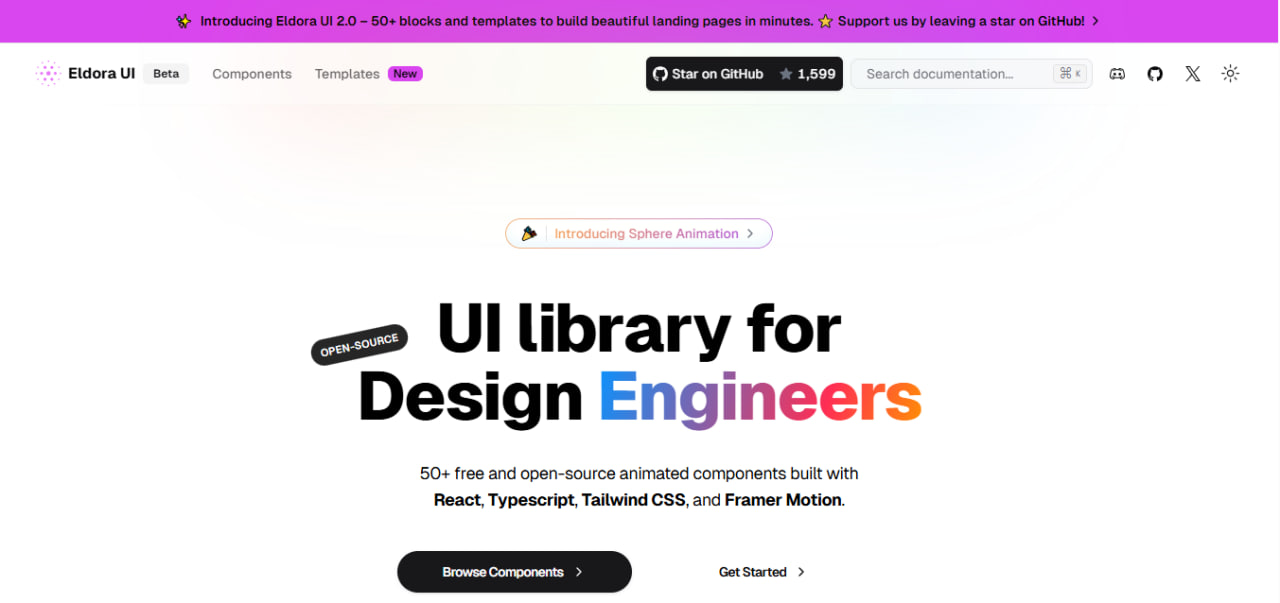 ✨ Introducing Eldora UI 2.0 – 50+ blocks and templates to build beautiful landing pages in minutes. ⭐ Support us by leaving a star on GitHub!
Eldora UI Beta Components Templates New Star on GitHub 1,599 Search documentation... ⌘ K
Introducing Sphere Animation
OPEN-SOURCE
UI library for
Design Engineers
50+ free and open-source animated components built with
React, Typescript, Tailwind CSS, and Framer Motion.
Browse Components Get Started